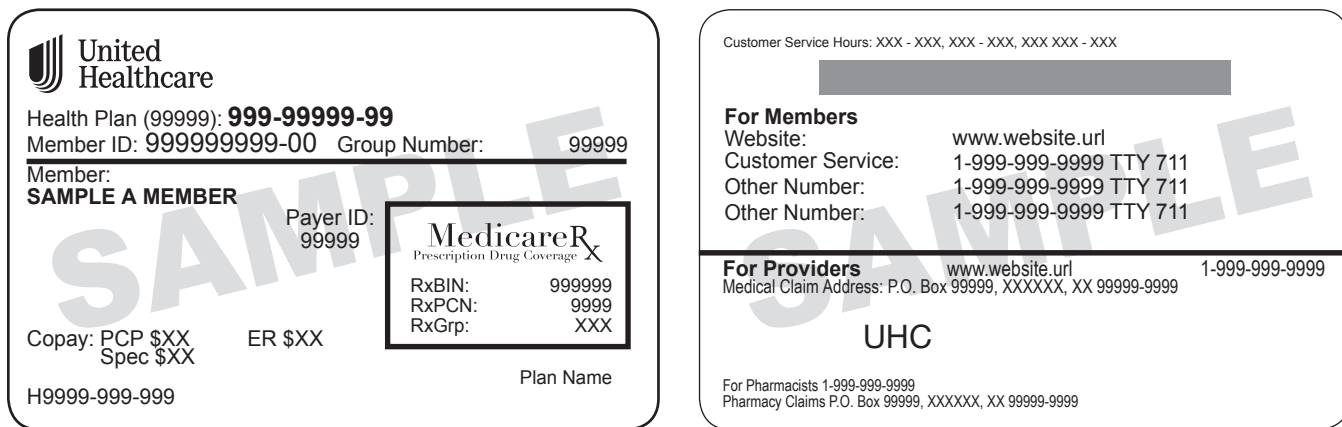 United
Healthcare
Health Plan (99999): 999-99999-99
Member ID: 999999999-00 Group Number: 99999
Member:
SAMPLE A MEMBER
Payer ID:
99999
MedicareRx
Prescription Drug Coverage
RxBIN: 999999
RxPCN: 9999
RxGrp: XXX
Copay: PCP $XX ER $XX
Spec $XX
Plan Name
H9999-999-999
SAMPLE
Customer Service Hours: XXX - XXX, XXX - XXX, XXX XXX - XXX
For Members
Website: www.website.url
Customer Service: 1-999-999-9999 TTY 711
Other Number: 1-999-999-9999 TTY 711
Other Number: 1-999-999-9999 TTY 711
For Providers www.website.url 1-999-999-9999
Medical Claim Address: P.O. Box 99999, XXXXXX, XX 99999-9999
UHC
For Pharmacists 1-999-999-9999
Pharmacy Claims P.O. Box 99999, XXXXXX, XX 99999-9999
SAMPLE